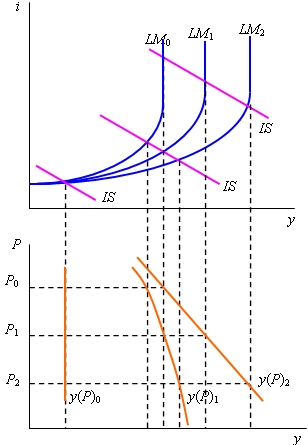 i
LM₀
LM₁
LM₂
IS
IS
IS
y
P
P₀
P₁
P₂
y(P)₀
y(P)₁
y(P)₂
y